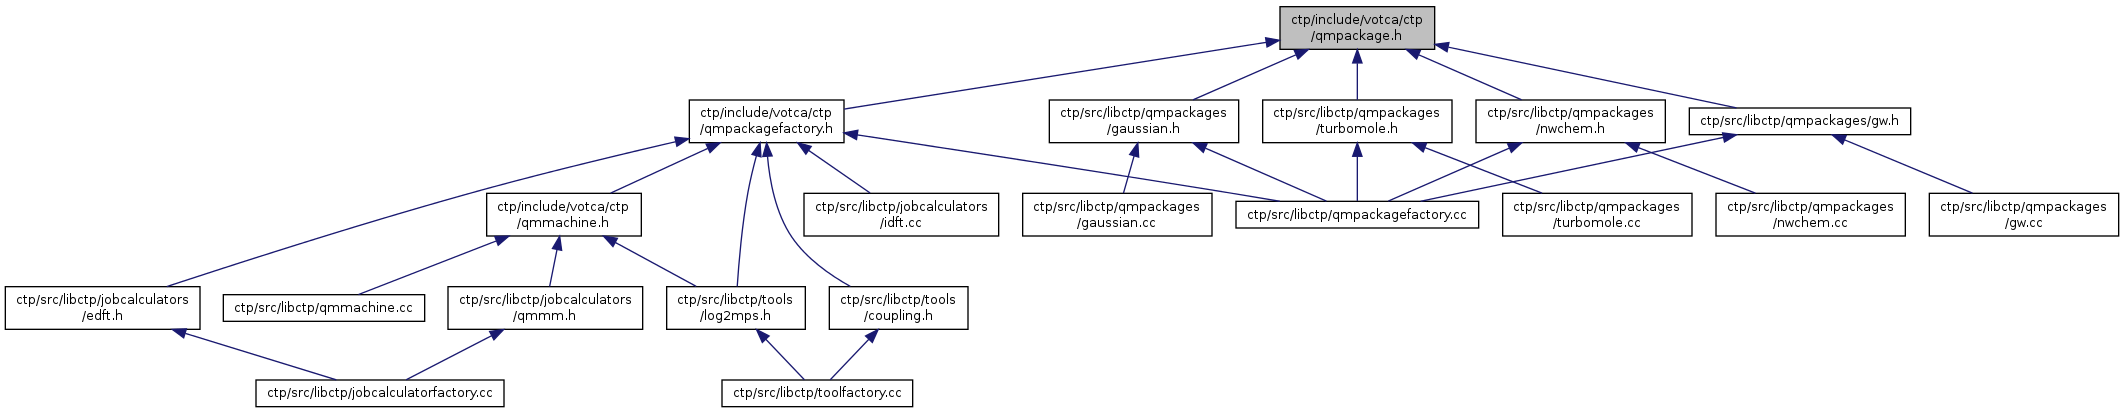 ctp/include/votca/ctp
/qmpackage.h
ctp/include/votca/ctp
/qmpackagefactory.h
ctp/src/libctp/qmpackages
/gaussian.h
ctp/src/libctp/qmpackages
/turbomole.h
ctp/src/libctp/qmpackages
/nwchem.h
ctp/src/libctp/qmpackages/gw.h
ctp/include/votca/ctp
/qmmachine.h
ctp/src/libctp/jobcalculators
/idft.cc
ctp/src/libctp/qmpackages
/gaussian.cc
ctp/src/libctp/qmpackagefactory.cc
ctp/src/libctp/qmpackages
/turbomole.cc
ctp/src/libctp/qmpackages
/nwchem.cc
ctp/src/libctp/qmpackages
/gw.cc
ctp/src/libctp/jobcalculators
/edft.h
ctp/src/libctp/qmmachine.cc
ctp/src/libctp/jobcalculators
/qmmm.h
ctp/src/libctp/tools
/log2mps.h
ctp/src/libctp/tools
/coupling.h
ctp/src/libctp/jobcalculatorfactory.cc
ctp/src/libctp/toolfactory.cc